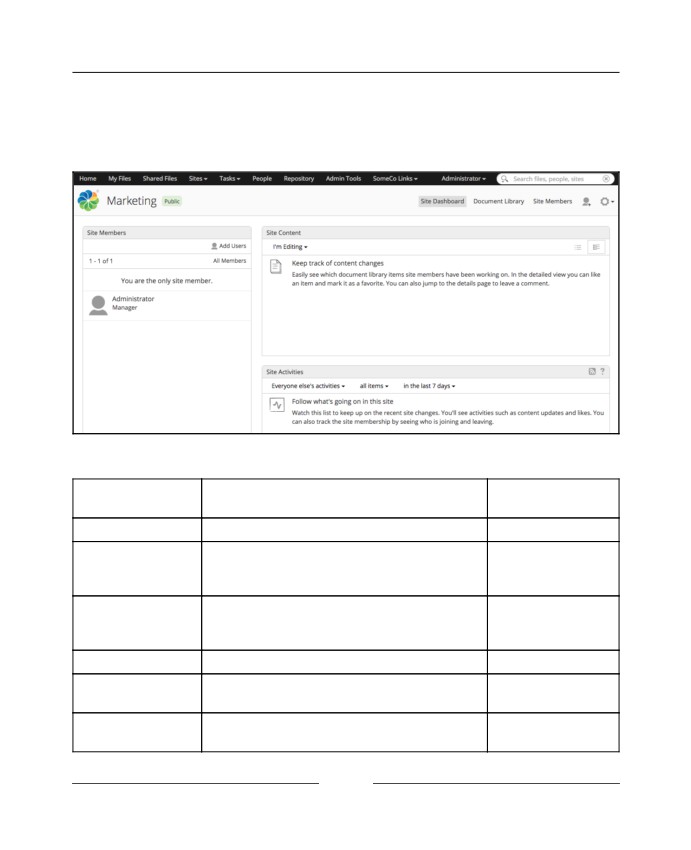 Home My Files Shared Files Sites Tasks People Repository Admin Tools SomeCo Links Administrator Search files, people, sites
Marketing Public Site Dashboard Document Library Site Members
Site Members
Add Users
1 - 1 of 1 All Members
You are the only site member.
Administrator
Manager
Site Content
I'm Editing
Keep track of content changes
Easily see which document library items site members have been working on. In the detailed view you can like
an item and mark it as a favorite. You can also jump to the details page to leave a comment.
Site Activities ?
Everyone else's activities all items in the last 7 days
Follow what's going on in this site
Watch this list to keep up on the recent site changes. You'll see activities such as content updates and likes. You
can also track the site membership by seeing who is joining and leaving.